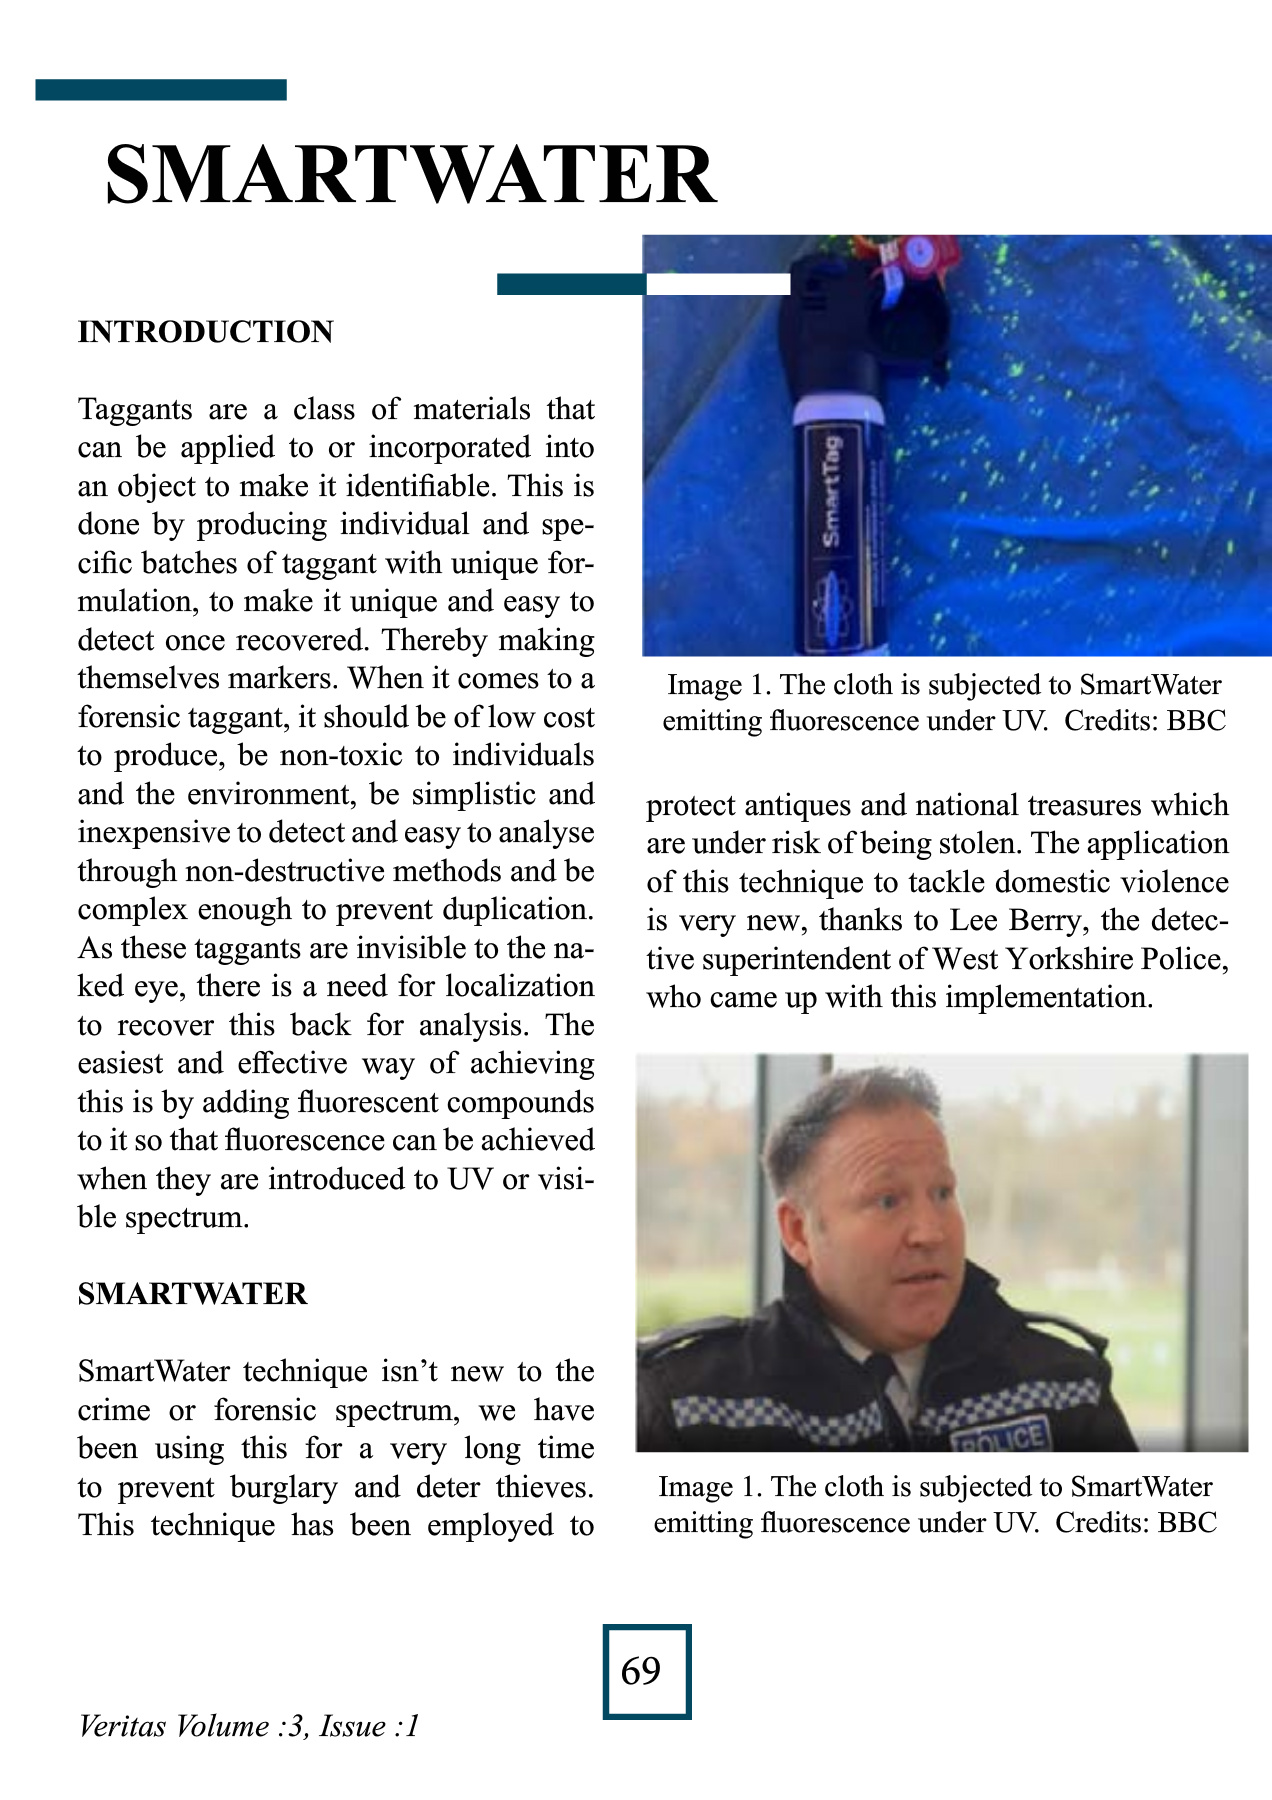 SMARTWATER
INTRODUCTION
Taggants are a class of materials that
can be applied to or incorporated into
an object to make it identifiable. This is
done by producing individual and spe-
cific batches of taggant with unique for-
mulation, to make it unique and easy to
detect once recovered. Thereby making
themselves markers. When it comes to a
forensic taggant, it should be of low cost
to produce, be non-toxic to individuals
and the environment, be simplistic and
inexpensive to detect and easy to analyse
through non-destructive methods and be
complex enough to prevent duplication.
As these taggants are invisible to the na-
ked eye, there is a need for localization
to recover this back for analysis. The
easiest and effective way of achieving
this is by adding fluorescent compounds
to it so that fluorescence can be achieved
when they are introduced to UV or visi-
ble spectrum.
SMARTWATER
SmartWater technique isn’t new to the
crime or forensic spectrum, we have
been using this for a very long time
to prevent burglary and deter thieves.
This technique has been employed to
SmartTag
Image 1. The cloth is subjected to SmartWater
emitting fluorescence under UV.  Credits: BBC
protect antiques and national treasures which
are under risk of being stolen. The application
of this technique to tackle domestic violence
is very new, thanks to Lee Berry, the detec-
tive superintendent of West Yorkshire Police,
who came up with this implementation.
POLICE
Image 1. The cloth is subjected to SmartWater
emitting fluorescence under UV.  Credits: BBC
69
Veritas Volume :3, Issue :1